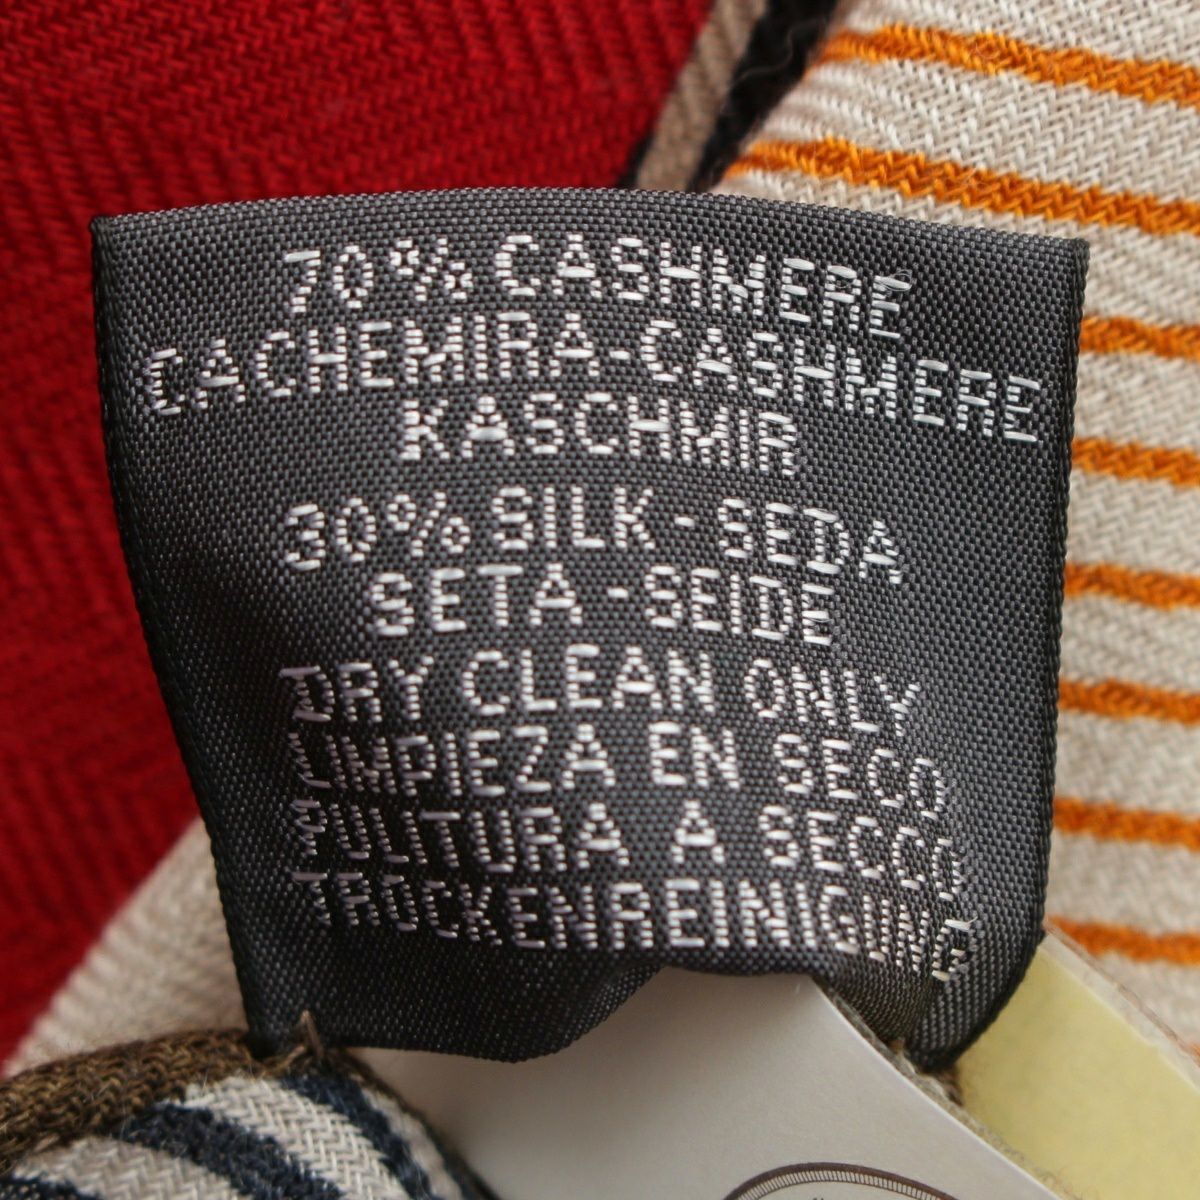 70% CASHMERE
CACHEMIRA-CASHMERE
KASCHMIR
30% SILK-SEDA
SETA-SEIDE
DRY CLEAN ONLY
LIMPIEZA EN SECO
PULITURA A SECCO
TROCKENREINIGUNG